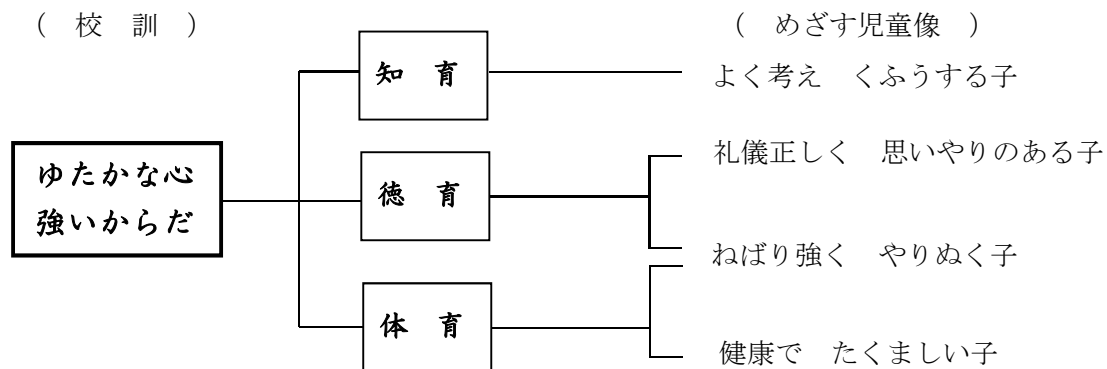 （　校　訓　）
（　めざす児童像　）
知　育
よく考え　くふうする子
ゆたかな心
強いからだ
徳　育
礼儀正しく　思いやりのある子
ねばり強く　やりぬく子
体　育
健康で　たくましい子